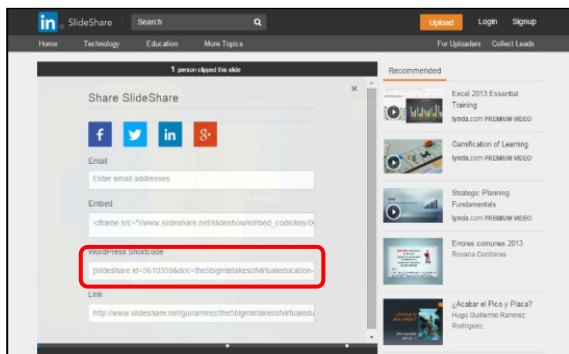 in SlideShare Search Upload Login Signup
Home Technology Education More Topics For Uploaders Collect Leads
1 person clipped this slide
Share SlideShare
×
f in g+
Email
Enter email addresses
Embed
<iframe src="//www.slideshare.net/slideshow/embed_code/key/iX
WordPress Shortcode
[slideshare id=5610359&doc=the5bigmistakesofvirtualeducation-
Link
http://www.slideshare.net/guiramirez/the5bigmistakesofvirtualedu
Recommended
Excel 2013 Essential
Training
lynda.com PREMIUM VIDEO
Gamification of Learning
lynda.com PREMIUM VIDEO
Strategic Planning
Fundamentals
lynda.com PREMIUM VIDEO
Errores comunes 2013
Roxana Contreras
¿Acabar el Pico y Placa?
Hugo Guillermo Ramirez
Rodriguez